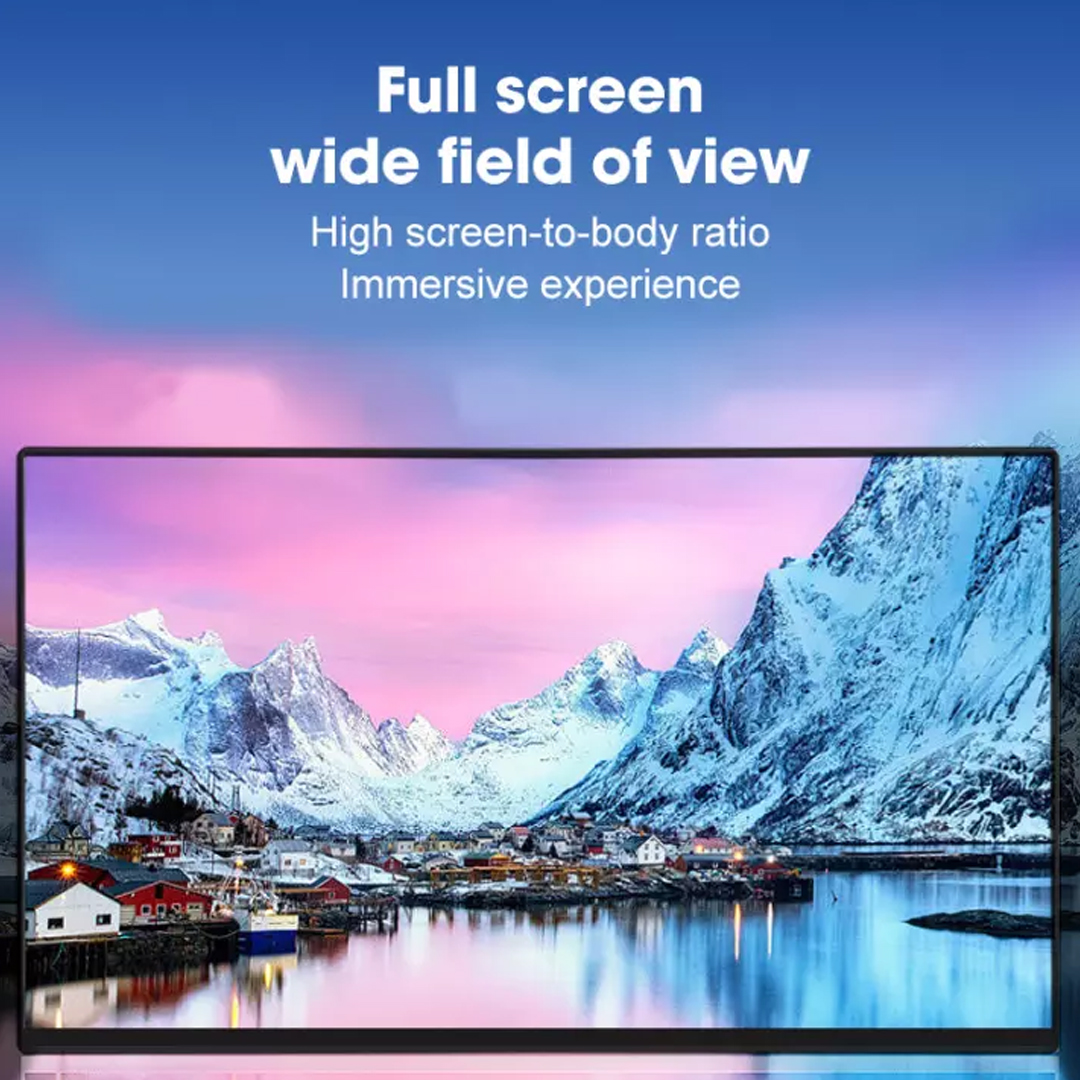 Full screen
wide field of view
High screen-to-body ratio
Immersive experience